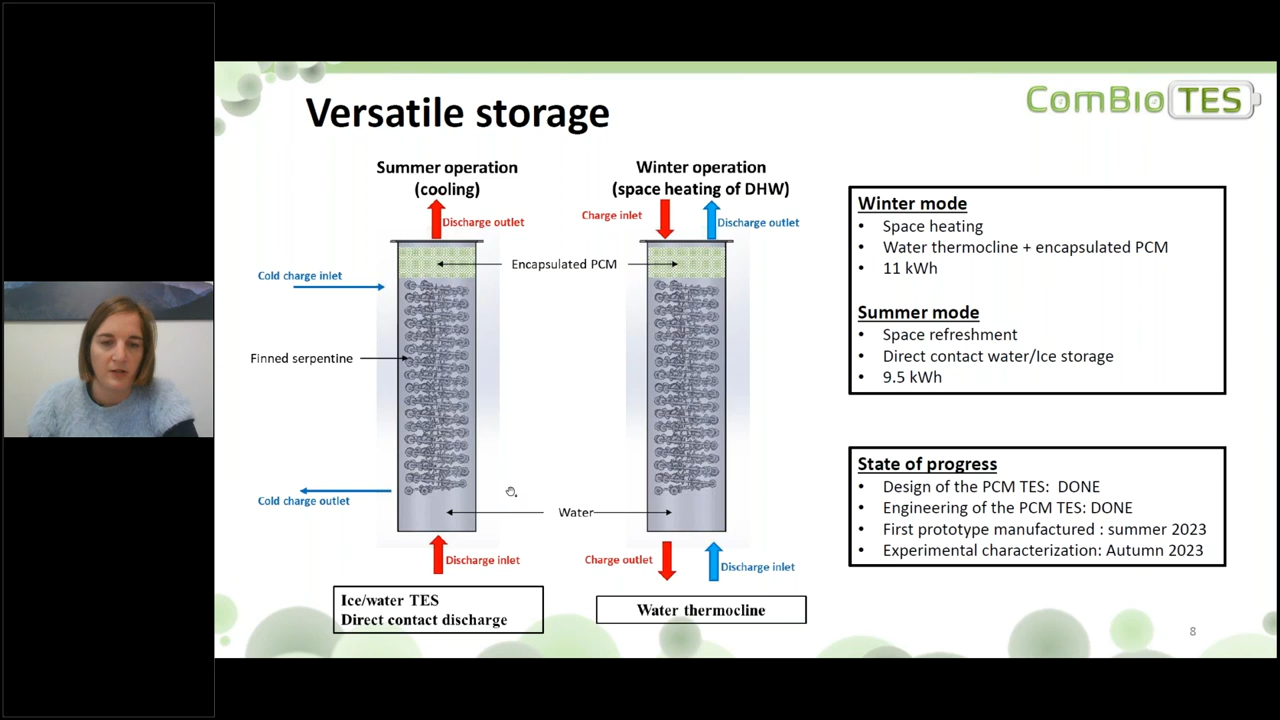 Versatile storage
ComBioTES
Summer operation
(cooling)
Discharge outlet
Cold charge inlet
Finned serpentine
Cold charge outlet
Discharge inlet
Ice/water TES
Direct contact discharge
Encapsulated PCM
Water
Winter operation
(space heating of DHW)
Charge inlet
Discharge outlet
Charge outlet
Discharge inlet
Water thermocline
Winter mode
• Space heating
• Water thermocline + encapsulated PCM
• 11 kWh
Summer mode
• Space refreshment
• Direct contact water/Ice storage
• 9.5 kWh
State of progress
• Design of the PCM TES: DONE
• Engineering of the PCM TES: DONE
• First prototype manufactured : summer 2023
• Experimental characterization: Autumn 2023
8